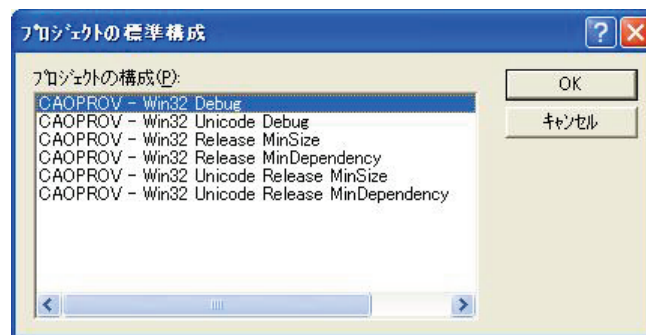 プロジェクトの標準構成
プロジェクトの構成(P):
CAOPROV - Win32 Debug
CAOPROV - Win32 Unicode Debug
CAOPROV - Win32 Release MinSize
CAOPROV - Win32 Release MinDependency
CAOPROV - Win32 Unicode Release MinSize
CAOPROV - Win32 Unicode Release MinDependency
OK
キャンセル